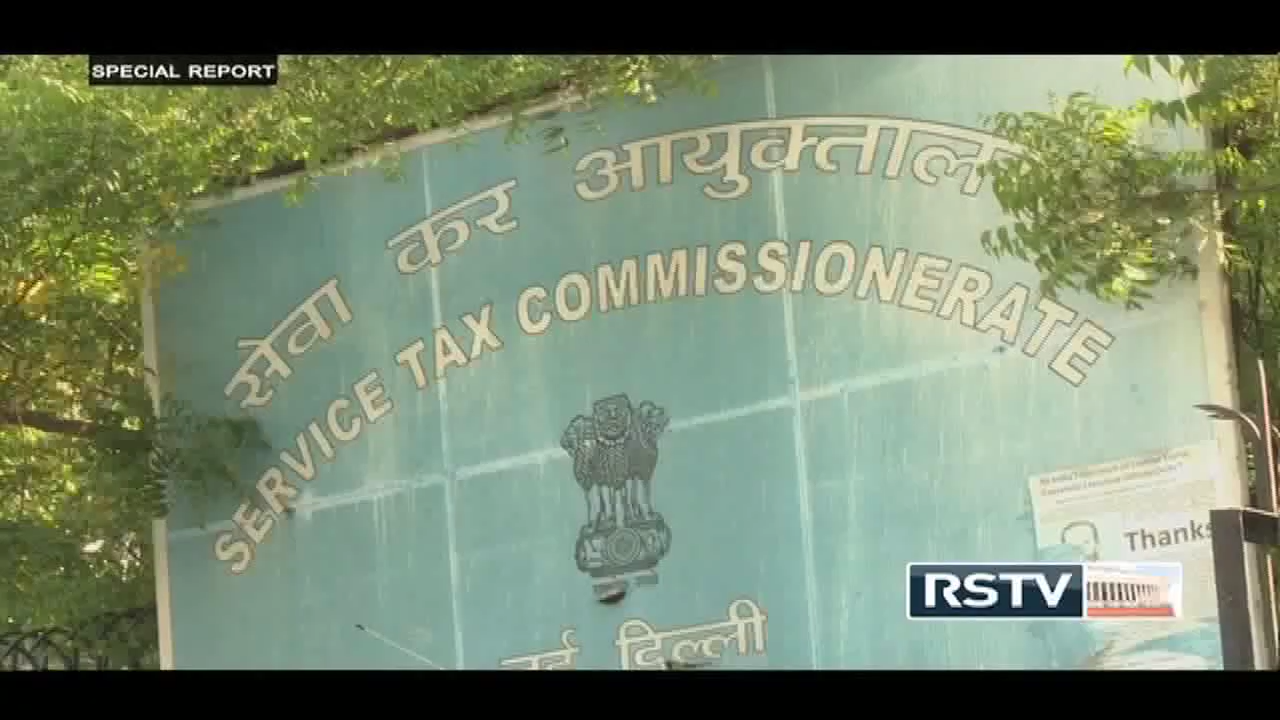 SPECIAL REPORT
सेवा कर आयुक्ताल
SERVICE TAX COMMISSIONERATE
Thanks
RSTV
दिल्ली